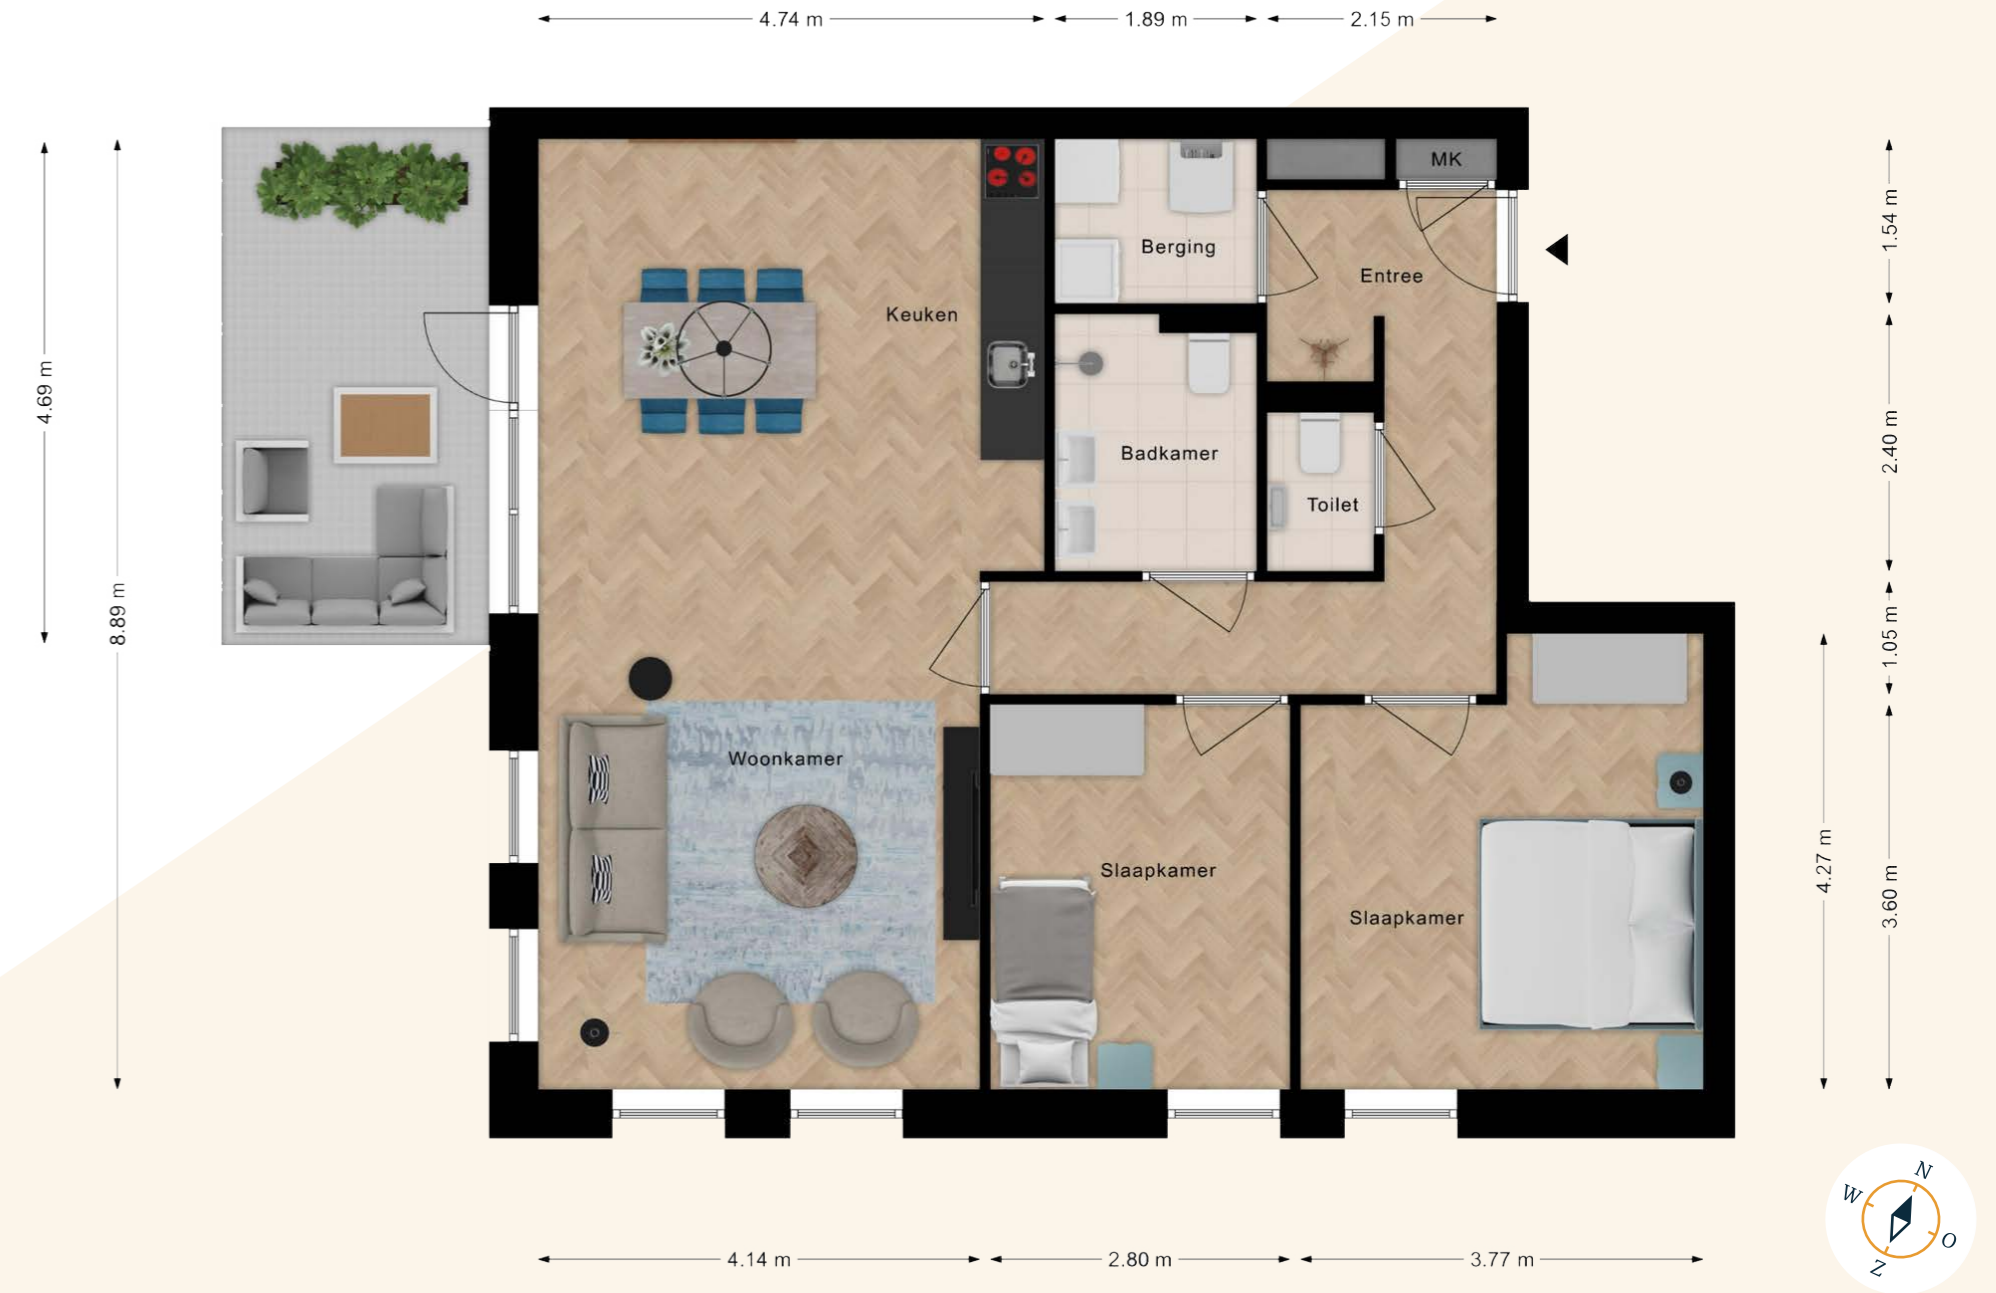 4.74 m
1.89 m
2.15 m
MK
Berging
Entree
Keuken
Badkamer
Toilet
Woonkamer
Slaapkamer
Slaapkamer
4.69 m
8.89 m
1.54 m
2.40 m
1.05 m
4.27 m
3.60 m
4.14 m
2.80 m
3.77 m
N
W
O
Z